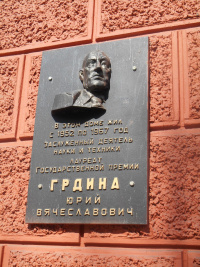 В ЭТОМ ДОМЕ ЖИЛ
С 1952 ПО 1967 ГОД
ЗАСЛУЖЕННЫЙ ДЕЯТЕЛЬ
НАУКИ И ТЕХНИКИ
ЛАУРЕАТ
ГОСУДАРСТВЕННОЙ ПРЕМИИ
ГРДИНА
ЮРИЙ
ВЯЧЕСЛАВОВИЧ